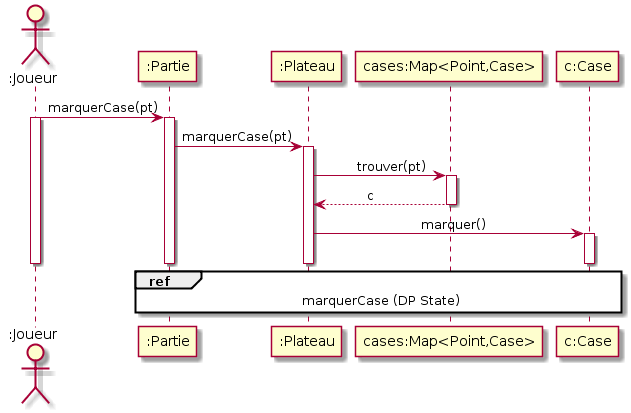 :Joueur
:Partie
:Plateau
cases:Map<Point,Case>
c:Case
marquerCase(pt)
marquerCase(pt)
trouver(pt)
c
marquer()
ref
marquerCase (DP State)
:Joueur
:Partie
:Plateau
cases:Map<Point,Case>
c:Case